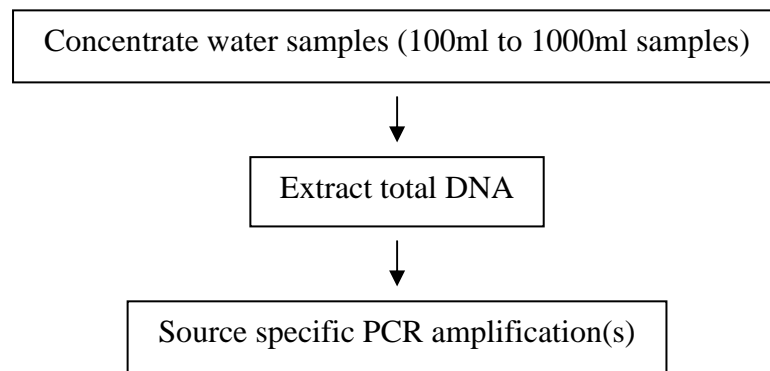 Concentrate water samples (100ml to 1000ml samples)
Extract total DNA
Source specific PCR amplification(s)